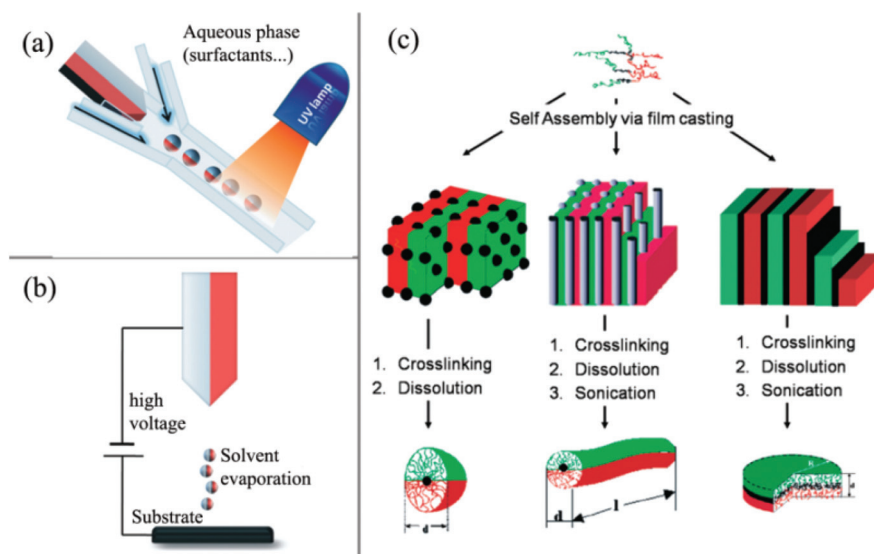 (a)
Aqueous phase
(surfactants...)
UV lamp
(b)
high
voltage
Solvent
evaporation
Substrate
(c)
Self Assembly via film casting
1. Crosslinking
2. Dissolution
1. Crosslinking
2. Dissolution
3. Sonication
1. Crosslinking
2. Dissolution
3. Sonication
d
d
l